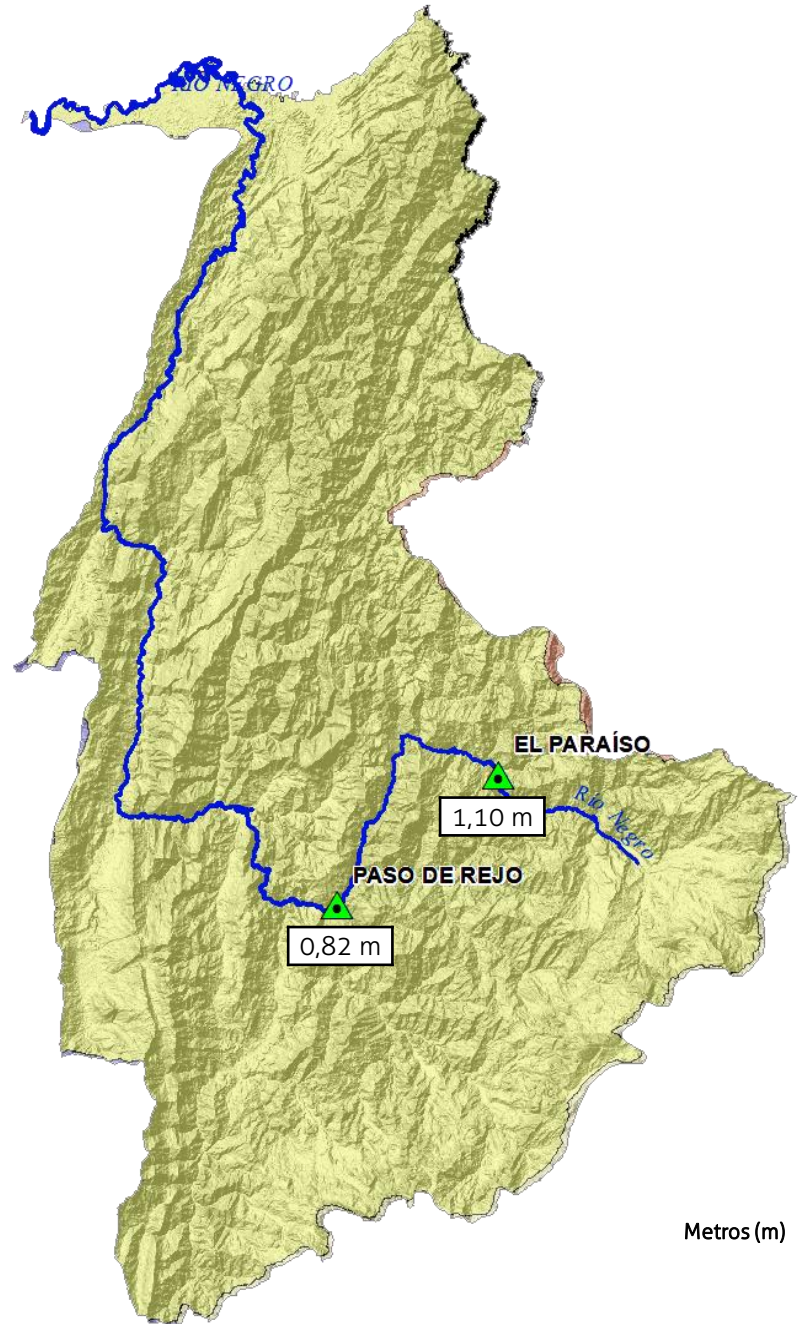 RÍO NEGRO
EL PARAÍSO
1,10 m
Río Negro
PASO DE REJO
0,82 m
Metros (m)